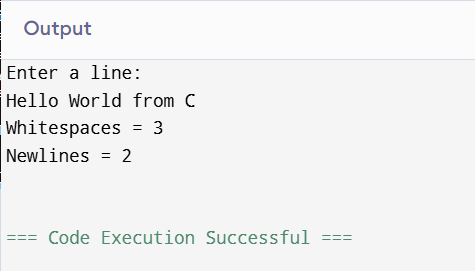 Output
Enter a line:
Hello World from C
Whitespaces = 3
Newlines = 2
=== Code Execution Successful ===